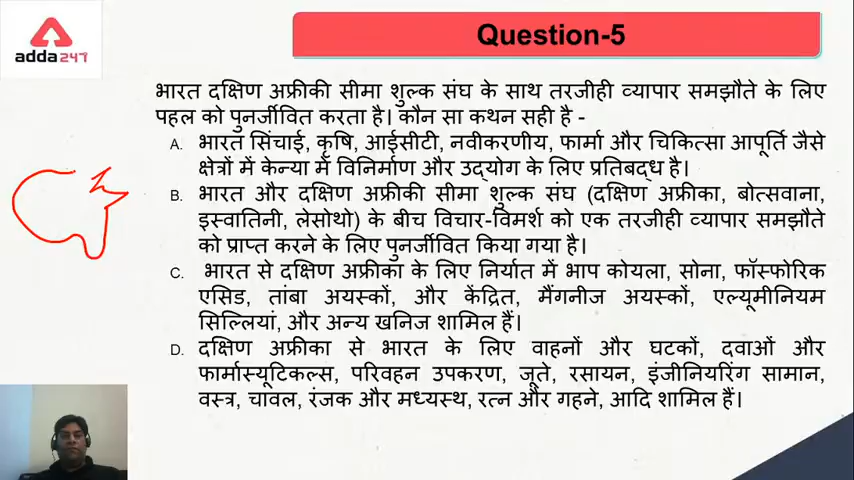 adda247
Question-5
भारत दक्षिण अफ्रीकी सीमा शुल्क संघ के साथ तरजीही व्यापार समझौते के लिए
पहल को पुनर्जीवित करता है। कौन सा कथन सही है -
A. भारत सिंचाई, कृषि, आईसीटी, नवीकरणीय, फार्मा और चिकित्सा आपूर्ति जैसे
क्षेत्रों में केन्या में विनिर्माण और उद्योग के लिए प्रतिबद्ध है।
B. भारत और दक्षिण अफ्रीकी सीमा शुल्क संघ (दक्षिण अफ्रीका, बोत्सवाना,
इस्वातिनी, लेसोथो) के बीच विचार-विमर्श को एक तरजीही व्यापार समझौते
को प्राप्त करने के लिए पुनर्जीवित किया गया है।
C. भारत से दक्षिण अफ्रीका के लिए निर्यात में भाप कोयला, सोना, फॉस्फोरिक
एसिड, तांबा अयस्कों, और केंद्रित, मैंगनीज अयस्कों, एल्यूमीनियम
सिल्लियां, और अन्य खनिज शामिल हैं।
D. दक्षिण अफ्रीका से भारत के लिए वाहनों और घटकों, दवाओं और
फार्मास्यूटिकल्स, परिवहन उपकरण, जूते, रसायन, इंजीनियरिंग सामान,
वस्त्र, चावल, रंजक और मध्यस्थ, रत्न और गहने, आदि शामिल हैं।